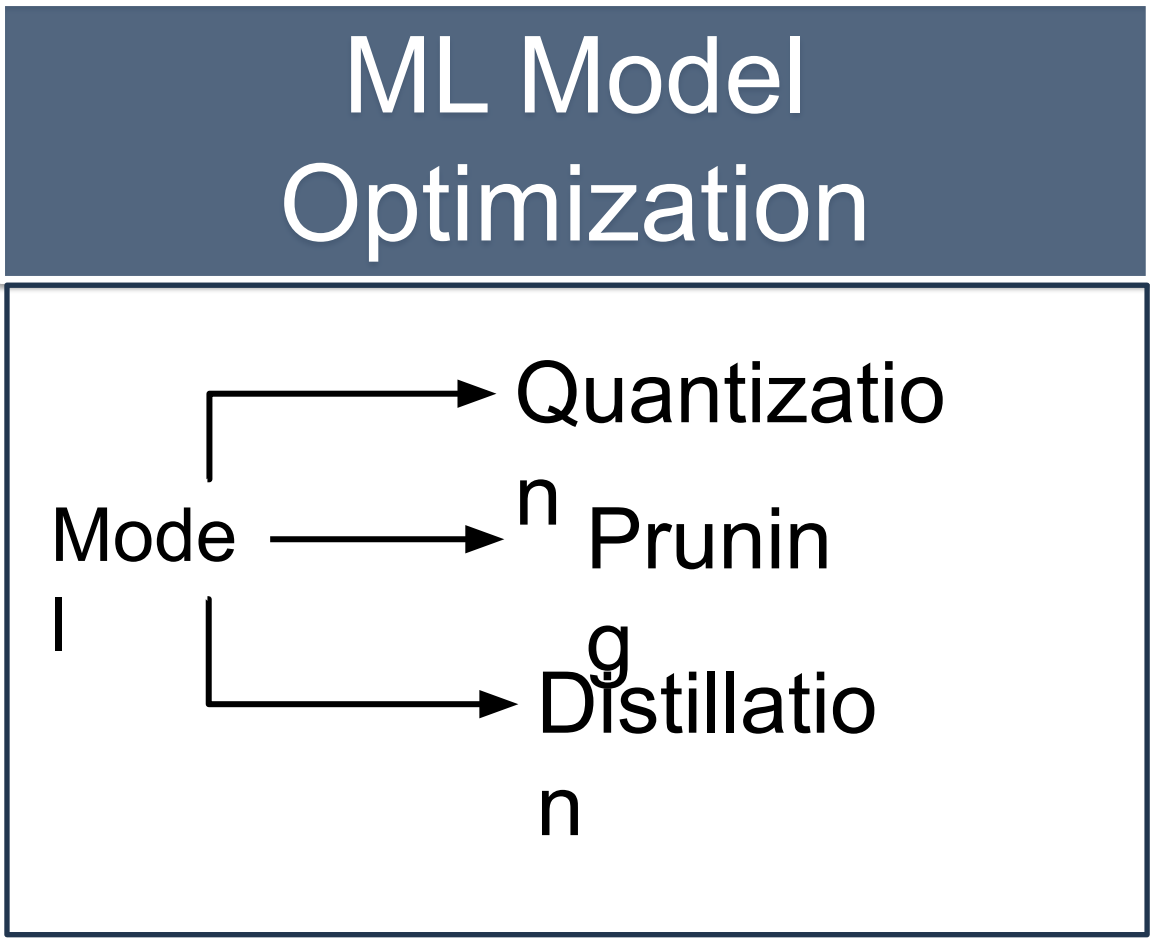 ML Model
Optimization
Quantizatio
n
Mode
l
Prunin
g
Distillatio
n